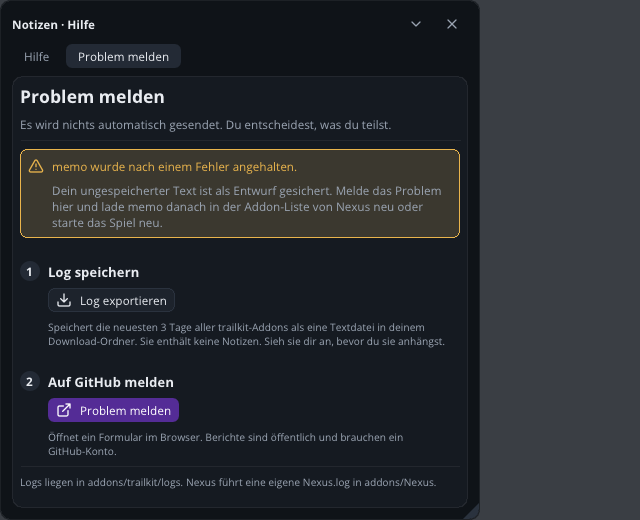 Notizen · Hilfe
Hilfe
Problem melden
Problem melden
Es wird nichts automatisch gesendet. Du entscheidest, was du teilst.
memo wurde nach einem Fehler angehalten.
Dein ungespeicherter Text ist als Entwurf gesichert. Melde das Problem
hier und lade memo danach in der Addon-Liste von Nexus neu oder
starte das Spiel neu.
1 Log speichern
Log exportieren
Speichert die neuesten 3 Tage aller trailkit-Addons als eine Textdatei in deinem
Download-Ordner. Sie enthält keine Notizen. Sieh sie dir an, bevor du sie anhängst.
2 Auf GitHub melden
Problem melden
Öffnet ein Formular im Browser. Berichte sind öffentlich und brauchen ein
GitHub-Konto.
Logs liegen in addons/trailkit/logs. Nexus führt eine eigene Nexus.log in addons/Nexus.